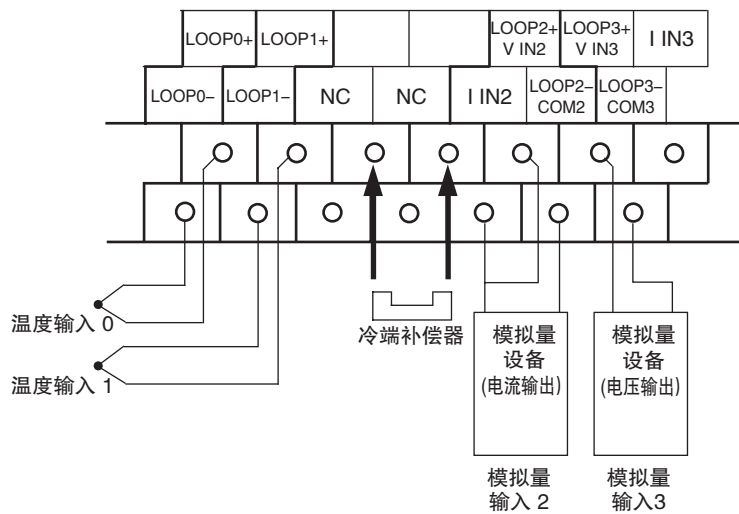 LOOP0+ LOOP1+ LOOP2+ LOOP3+ I IN3
V IN2 V IN3
LOOP0− LOOP1− NC NC I IN2 LOOP2− LOOP3−
COM2 COM3
温度输入 0
温度输入 1
冷端补偿器
模拟量
设备
(电流输出)
模拟量
设备
(电压输出)
模拟量
输入 2
模拟量
输入3